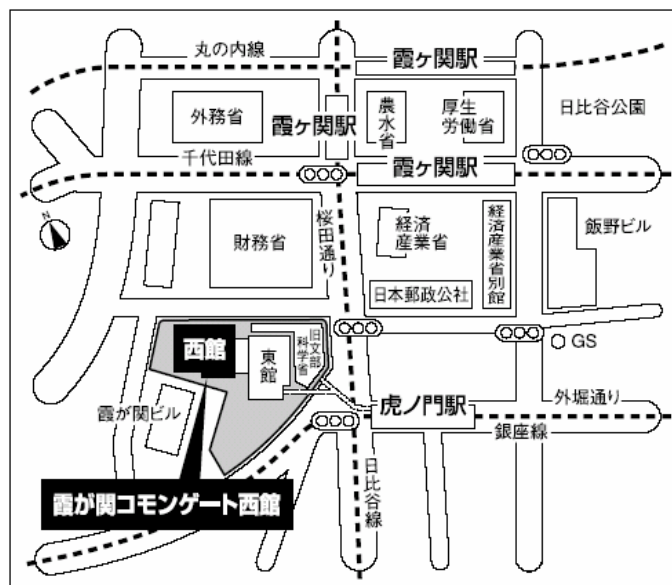 丸の内線
霞ヶ関駅
外務省
霞ヶ関駅
農水省
厚生
労働省
日比谷公園
千代田線
霞ヶ関駅
N
財務省
桜田通り
経済
産業省
経済産業省別館
飯野ビル
日本郵政公社
西館
東館
旧文部
科学省
GS
霞が関ビル
虎ノ門駅
外堀通り
銀座線
日比谷線
霞が関コモンゲート西館